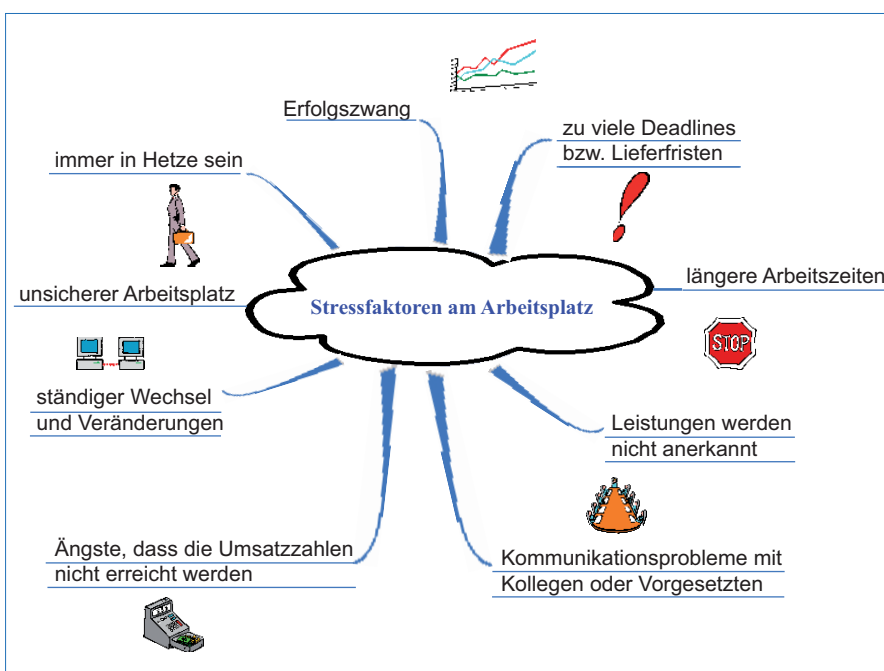 Erfolgszwang
zu viele Deadlines
bzw. Lieferfristen
immer in Hetze sein
längere Arbeitszeiten
unsicherer Arbeitsplatz
Stressfaktoren am Arbeitsplatz
STOP
ständiger Wechsel
und Veränderungen
Leistungen werden
nicht anerkannt
Ängste, dass die Umsatzzahlen
nicht erreicht werden
Kommunikationsprobleme mit
Kollegen oder Vorgesetzten